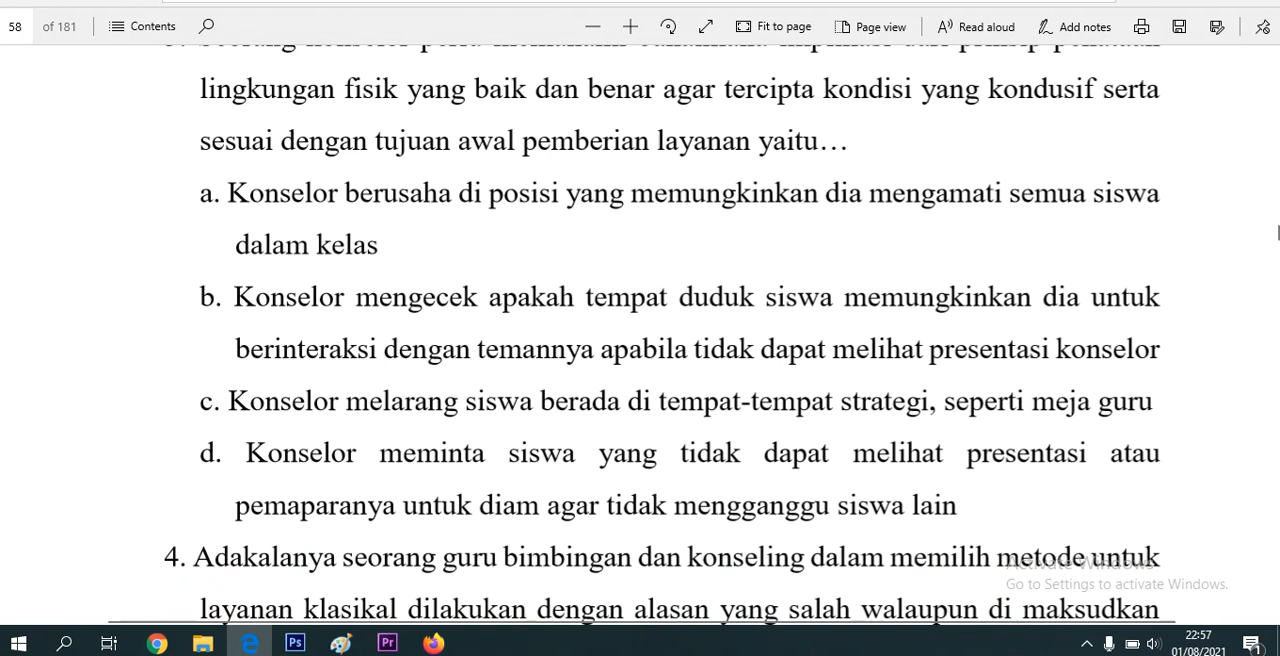 58 of 181 Contents Fit to page Page view Read aloud Add notes
lingkungan fisik yang baik dan benar agar tercipta kondisi yang kondusif serta
sesuai dengan tujuan awal pemberian layanan yaitu…
a. Konselor berusaha di posisi yang memungkinkan dia mengamati semua siswa
dalam kelas
b. Konselor mengecek apakah tempat duduk siswa memungkinkan dia untuk
berinteraksi dengan temannya apabila tidak dapat melihat presentasi konselor
c. Konselor melarang siswa berada di tempat-tempat strategi, seperti meja guru
d. Konselor meminta siswa yang tidak dapat melihat presentasi atau
pemaparanya untuk diam agar tidak mengganggu siswa lain
4. Adakalanya seorang guru bimbingan dan konseling dalam memilih metode untuk
Activate Windows
Go to Settings to activate Windows.
layanan klasikal dilakukan dengan alasan yang salah walaupun di maksudkan
Ps Pr 22:57
01/08/2021 1